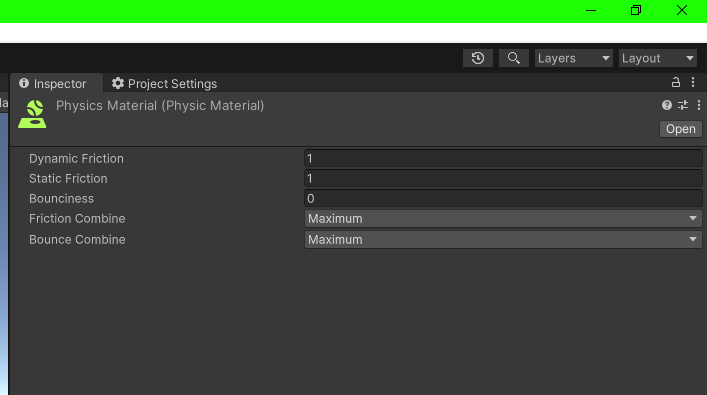 Layers Layout
la
Inspector Project Settings
Physics Material (Physic Material)
Open
Dynamic Friction 1
Static Friction 1
Bounciness 0
Friction Combine Maximum
Bounce Combine Maximum